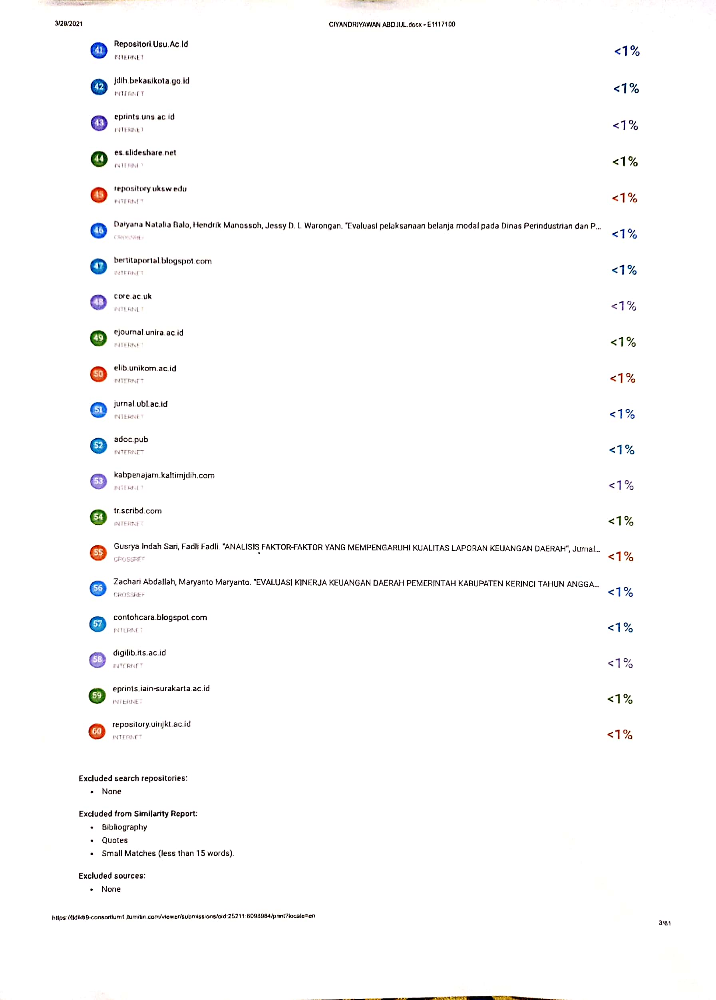 3/29/2021
CIYANDRIYAWAN ABDJUL.docx - E1117100
41 Repositori.Usu.Ac.Id <1%
INTERNET
42 jdih.bekasikota.go.id <1%
INTERNET
43 eprints.uns.ac.id <1%
INTERNET
44 es.slideshare.net <1%
INTERNET
45 repository.uksw.edu <1%
INTERNET
46 Daiyana Natalia Balo, Hendrik Manossoh, Jessy D. L Warongan. "Evaluasi pelaksanaan belanja modal pada Dinas Perindustrian dan P... <1%
CROSSREF
47 bertitaportal.blogspot.com <1%
INTERNET
48 core.ac.uk <1%
INTERNET
49 ejournal.unira.ac.id <1%
INTERNET
50 elib.unikom.ac.id <1%
INTERNET
51 jurnal.ubl.ac.id <1%
INTERNET
52 adoc.pub <1%
INTERNET
53 kabpenajam.kaltimjdih.com <1%
INTERNET
54 tr.scribd.com <1%
INTERNET
55 Gusrya Indah Sari, Fadli Fadli. "ANALISIS FAKTOR-FAKTOR YANG MEMPENGARUHI KUALITAS LAPORAN KEUANGAN DAERAH", Jurnal... <1%
CROSSREF
56 Zachari Abdallah, Maryanto Maryanto. "EVALUASI KINERJA KEUANGAN DAERAH PEMERINTAH KABUPATEN KERINCI TAHUN ANGGA... <1%
CROSSREF
57 contohcara.blogspot.com <1%
INTERNET
58 digilib.its.ac.id <1%
INTERNET
59 eprints.iain-surakarta.ac.id <1%
INTERNET
60 repository.uinjkt.ac.id <1%
INTERNET
Excluded search repositories:
• None
Excluded from Similarity Report:
• Bibliography
• Quotes
• Small Matches (less than 15 words).
Excluded sources:
• None
https://lldikti9-consortium1.turnitin.com/viewer/submissions/oid:25211:6098984/print?locale=en
3/81